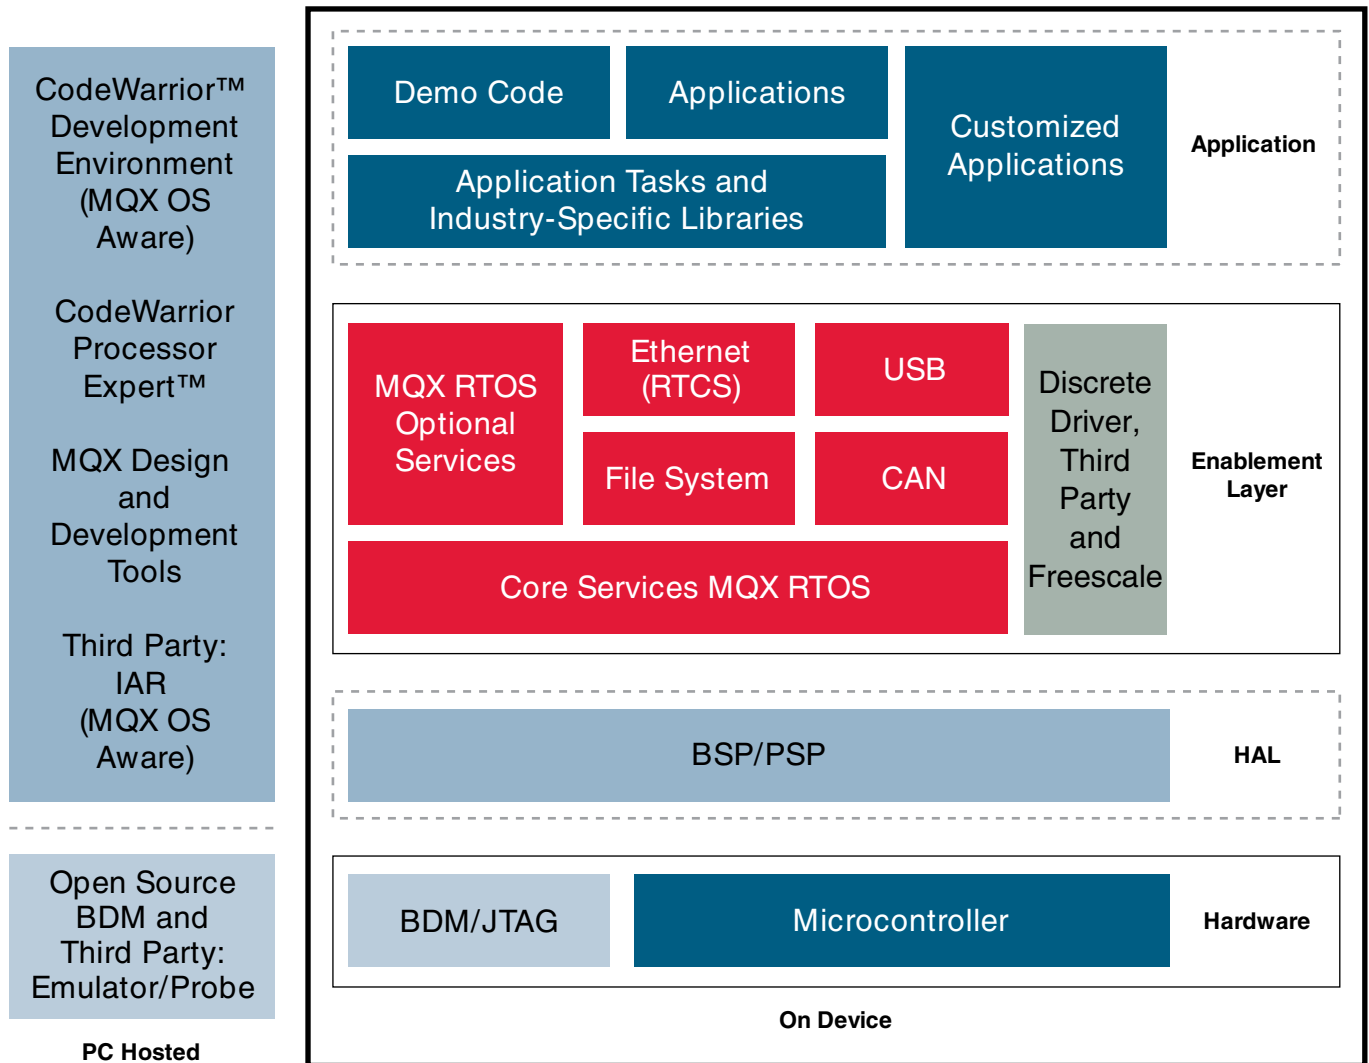 CodeWarrior™
Development
Environment
(MQX OS
Aware)
CodeWarrior
Processor
Expert™
MQX Design
and
Development
Tools
Third Party:
IAR
(MQX OS
Aware)
Open Source
BDM and
Third Party:
Emulator/Probe
PC Hosted
Demo Code
Applications
Customized
Applications
Application Tasks and
Industry-Specific Libraries
Application
MQX RTOS
Optional
Services
Ethernet
(RTCS)
USB
File System
CAN
Core Services MQX RTOS
Discrete
Driver,
Third
Party
and
Freescale
Enablement
Layer
BSP/PSP
HAL
BDM/JTAG
Microcontroller
Hardware
On Device